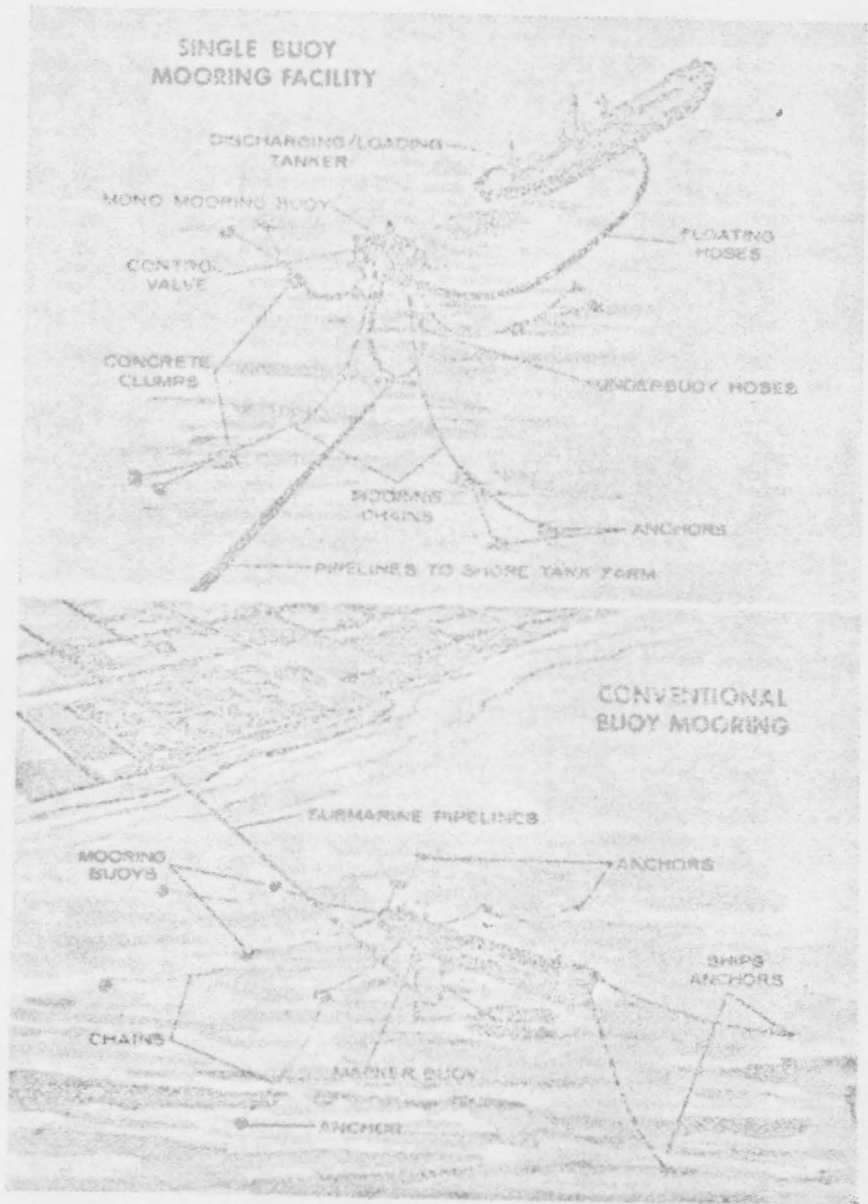 SINGLE BUOY
MOORING FACILITY
DISCHARGING/LOADING
TANKER
MONO MOORING BUOY
FLOATING
HOSES
CONTROL
VALVE
CONCRETE
CLUMPS
UNDERBUOY HOSES
MOORING
CHAINS
ANCHORS
PIPELINES TO SHORE TANK FARM
CONVENTIONAL
BUOY MOORING
SUBMARINE PIPELINES
MOORING
BUOYS
ANCHORS
SHIPS
ANCHORS
CHAINS
MARKER BUOY
ANCHOR